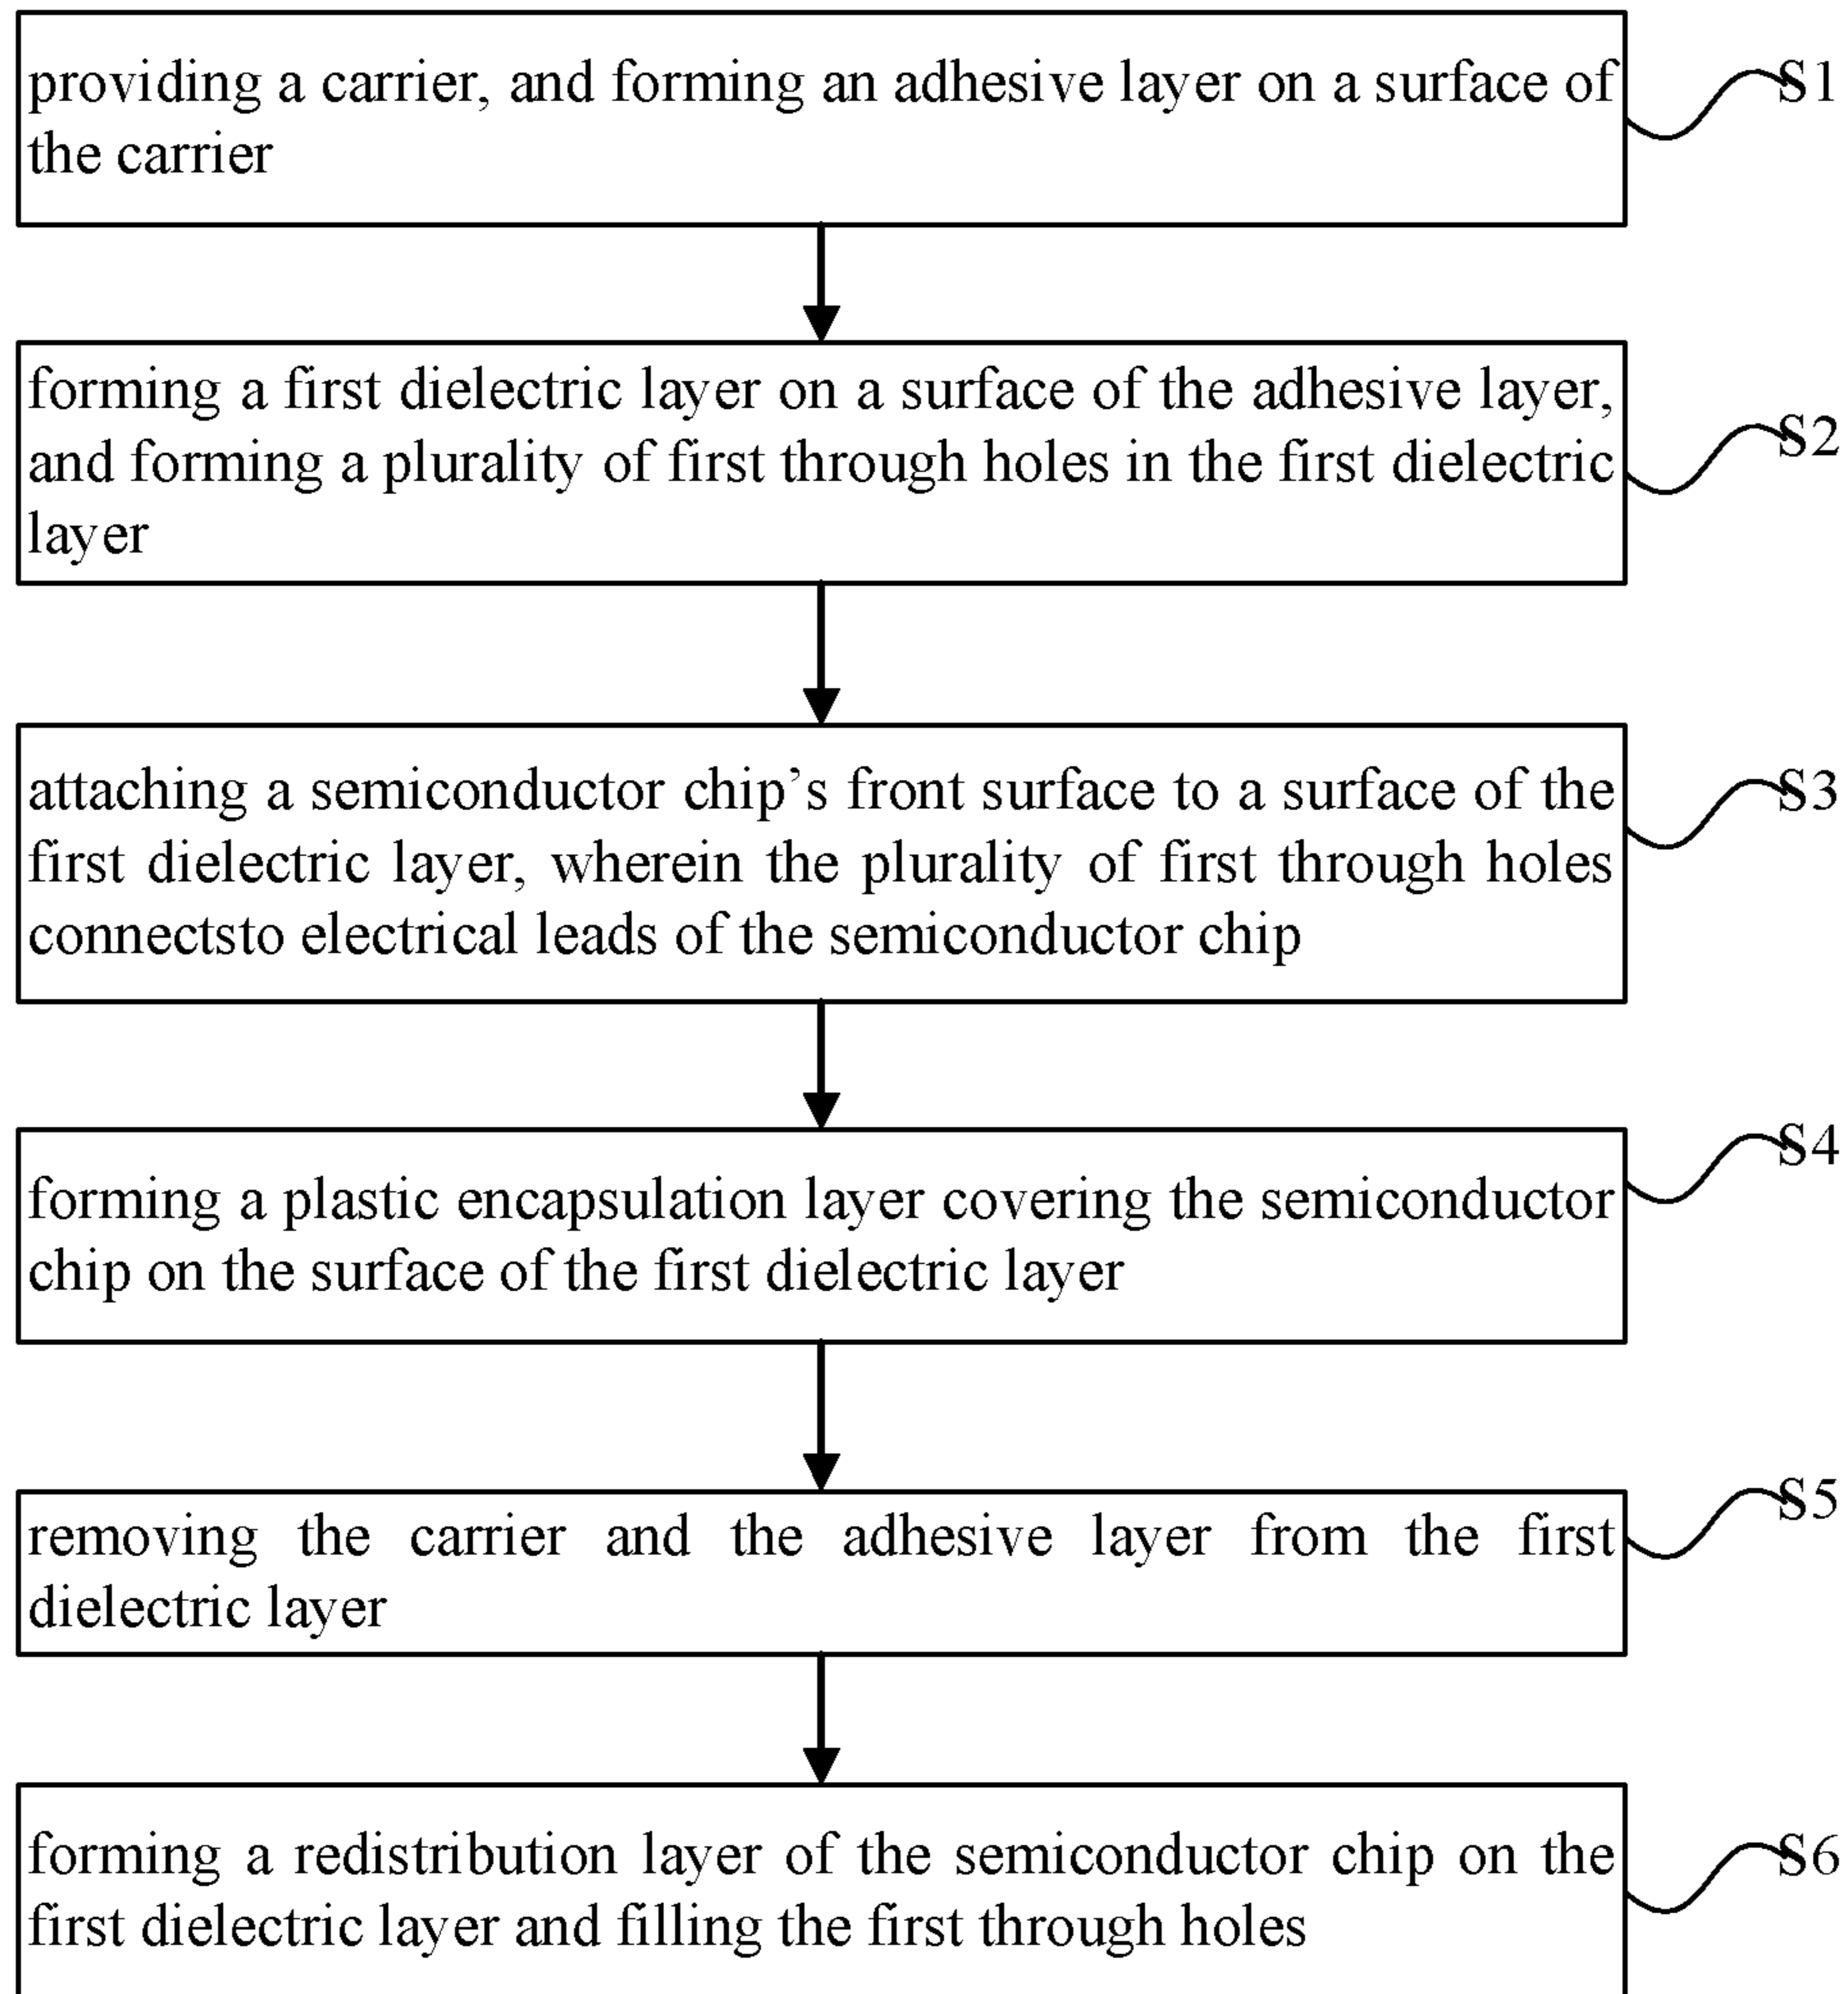 providing a carrier, and forming an adhesive layer on a surface of
the carrier
S1
forming a first dielectric layer on a surface of the adhesive layer,
and forming a plurality of first through holes in the first dielectric
layer
S2
attaching a semiconductor chip’s front surface to a surface of the
first dielectric layer, wherein the plurality of first through holes
connectsto electrical leads of the semiconductor chip
S3
forming a plastic encapsulation layer covering the semiconductor
chip on the surface of the first dielectric layer
S4
removing the carrier and the adhesive layer from the first
dielectric layer
S5
forming a redistribution layer of the semiconductor chip on the
first dielectric layer and filling the first through holes
S6